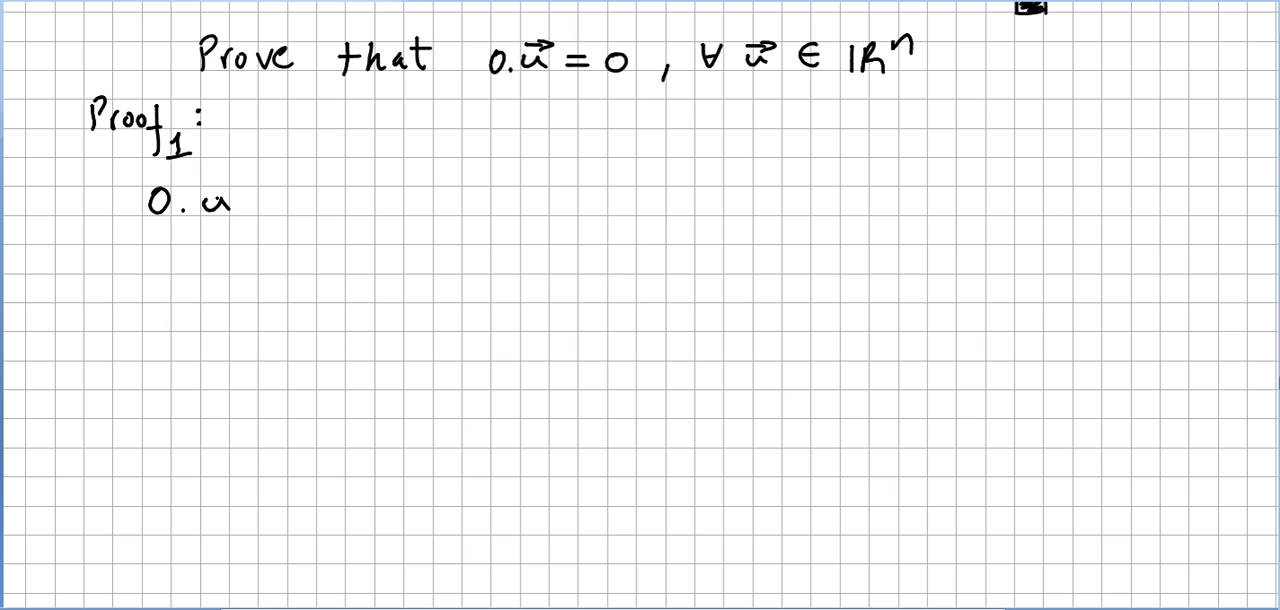 Prove that 0.u⃗ = 0 , ∀ u⃗ ∈ ℝⁿ
Proof₁ :
0. u